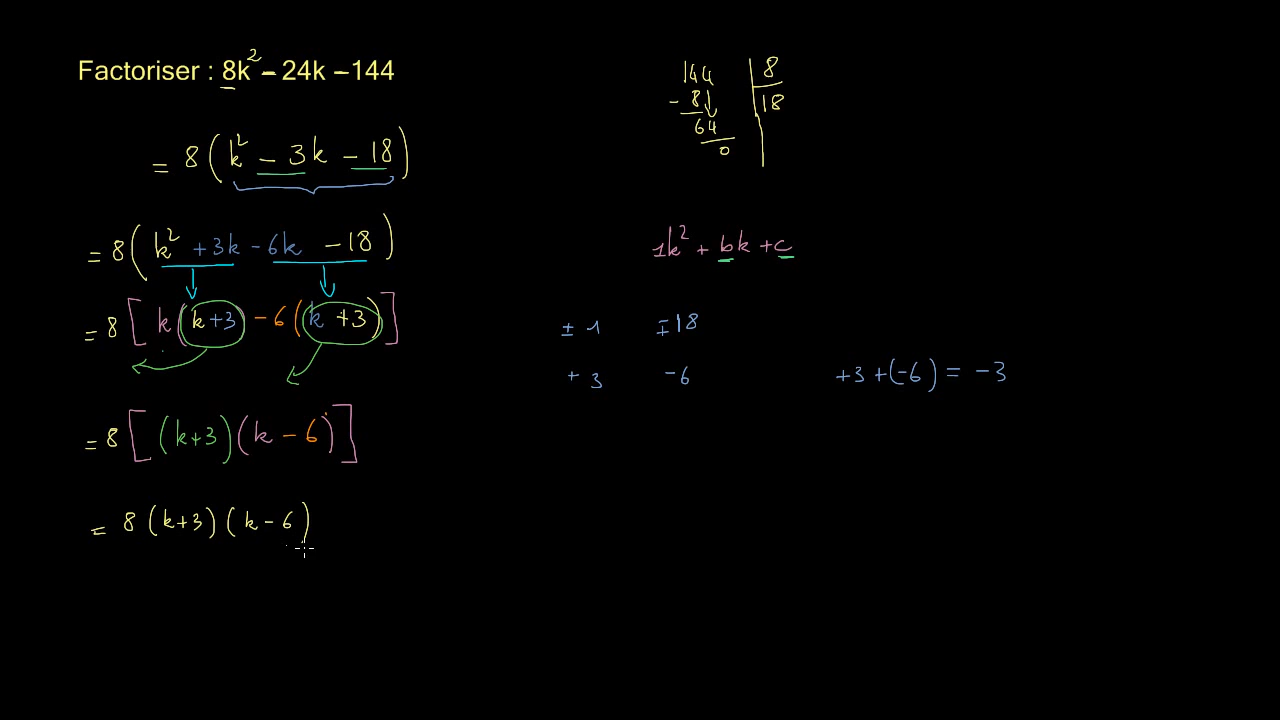 Factoriser : 8k² − 24k − 144
= 8(k² − 3k − 18)
= 8(k² + 3k − 6k − 18)
= 8[k(k+3) − 6(k + 3)]
= 8[(k+3)(k − 6)]
= 8(k+3)(k − 6)
144 | 8
− 8 | 18
64
0
1k² + bk + c
± 1 ∓ 18
+ 3 − 6 +3 + (−6) = −3